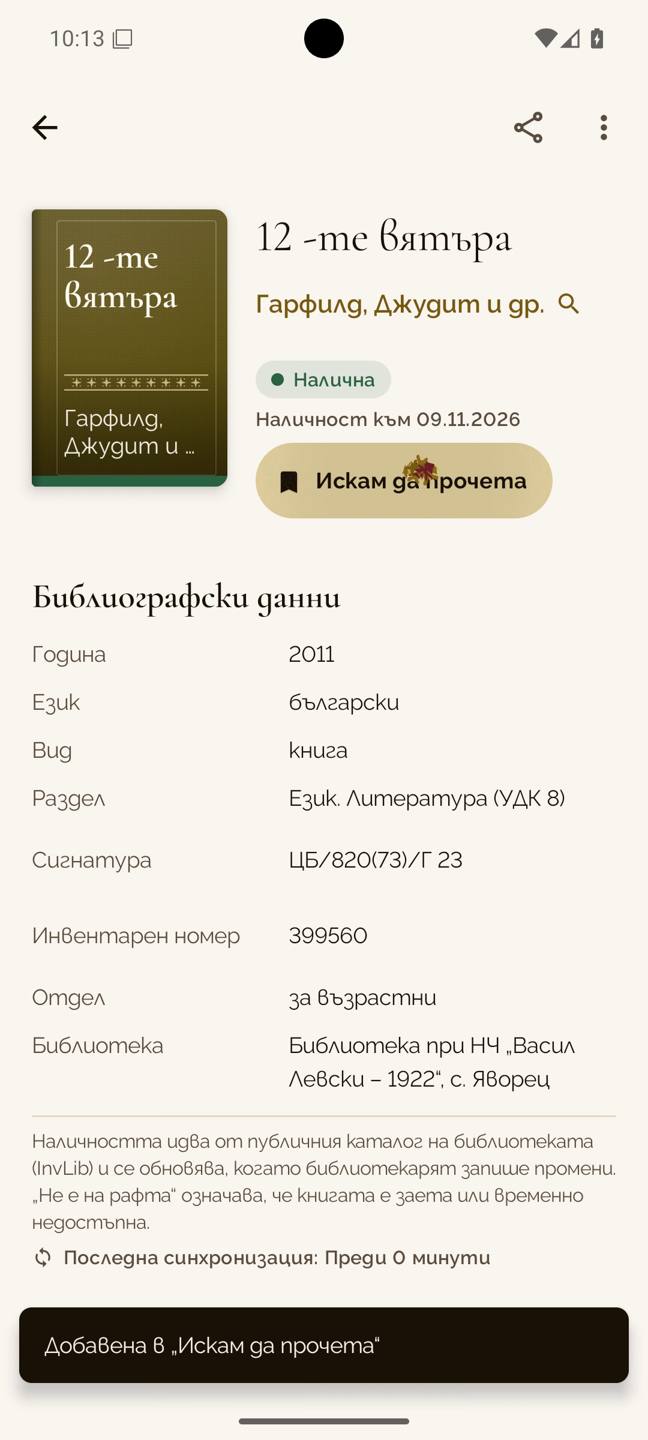 10:13
12 -те
вятъра
Гарфилд,
Джудит и ...
12 -те вятъра
Гарфилд, Джудит и др.
Налична
Наличност към 09.11.2026
Искам да прочета
Библиографски данни
Година 2011
Език български
Вид книга
Раздел Език. Литература (УДК 8)
Сигнатура ЦБ/820(73)/Г 23
Инвентарен номер 399560
Отдел за възрастни
Библиотека Библиотека при НЧ „Васил
Левски – 1922“, с. Яворец
Наличността идва от публичния каталог на библиотеката
(InvLib) и се обновява, когато библиотекарят запише промени.
„Не е на рафта“ означава, че книгата е заета или временно
недостъпна.
Последна синхронизация: Преди 0 минути
Добавена в „Искам да прочета“